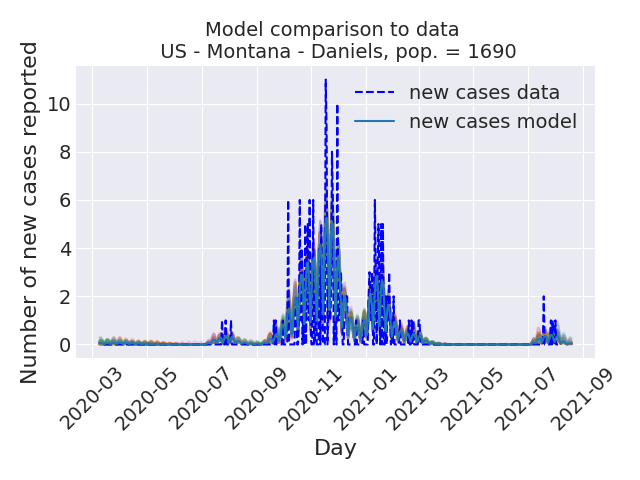 Model comparison to data
US - Montana - Daniels, pop. = 1690
Number of new cases reported
10
8
6
4
2
0
new cases data
new cases model
2020-03
2020-05
2020-07
2020-09
2020-11
2021-01
2021-03
2021-05
2021-07
2021-09
Day